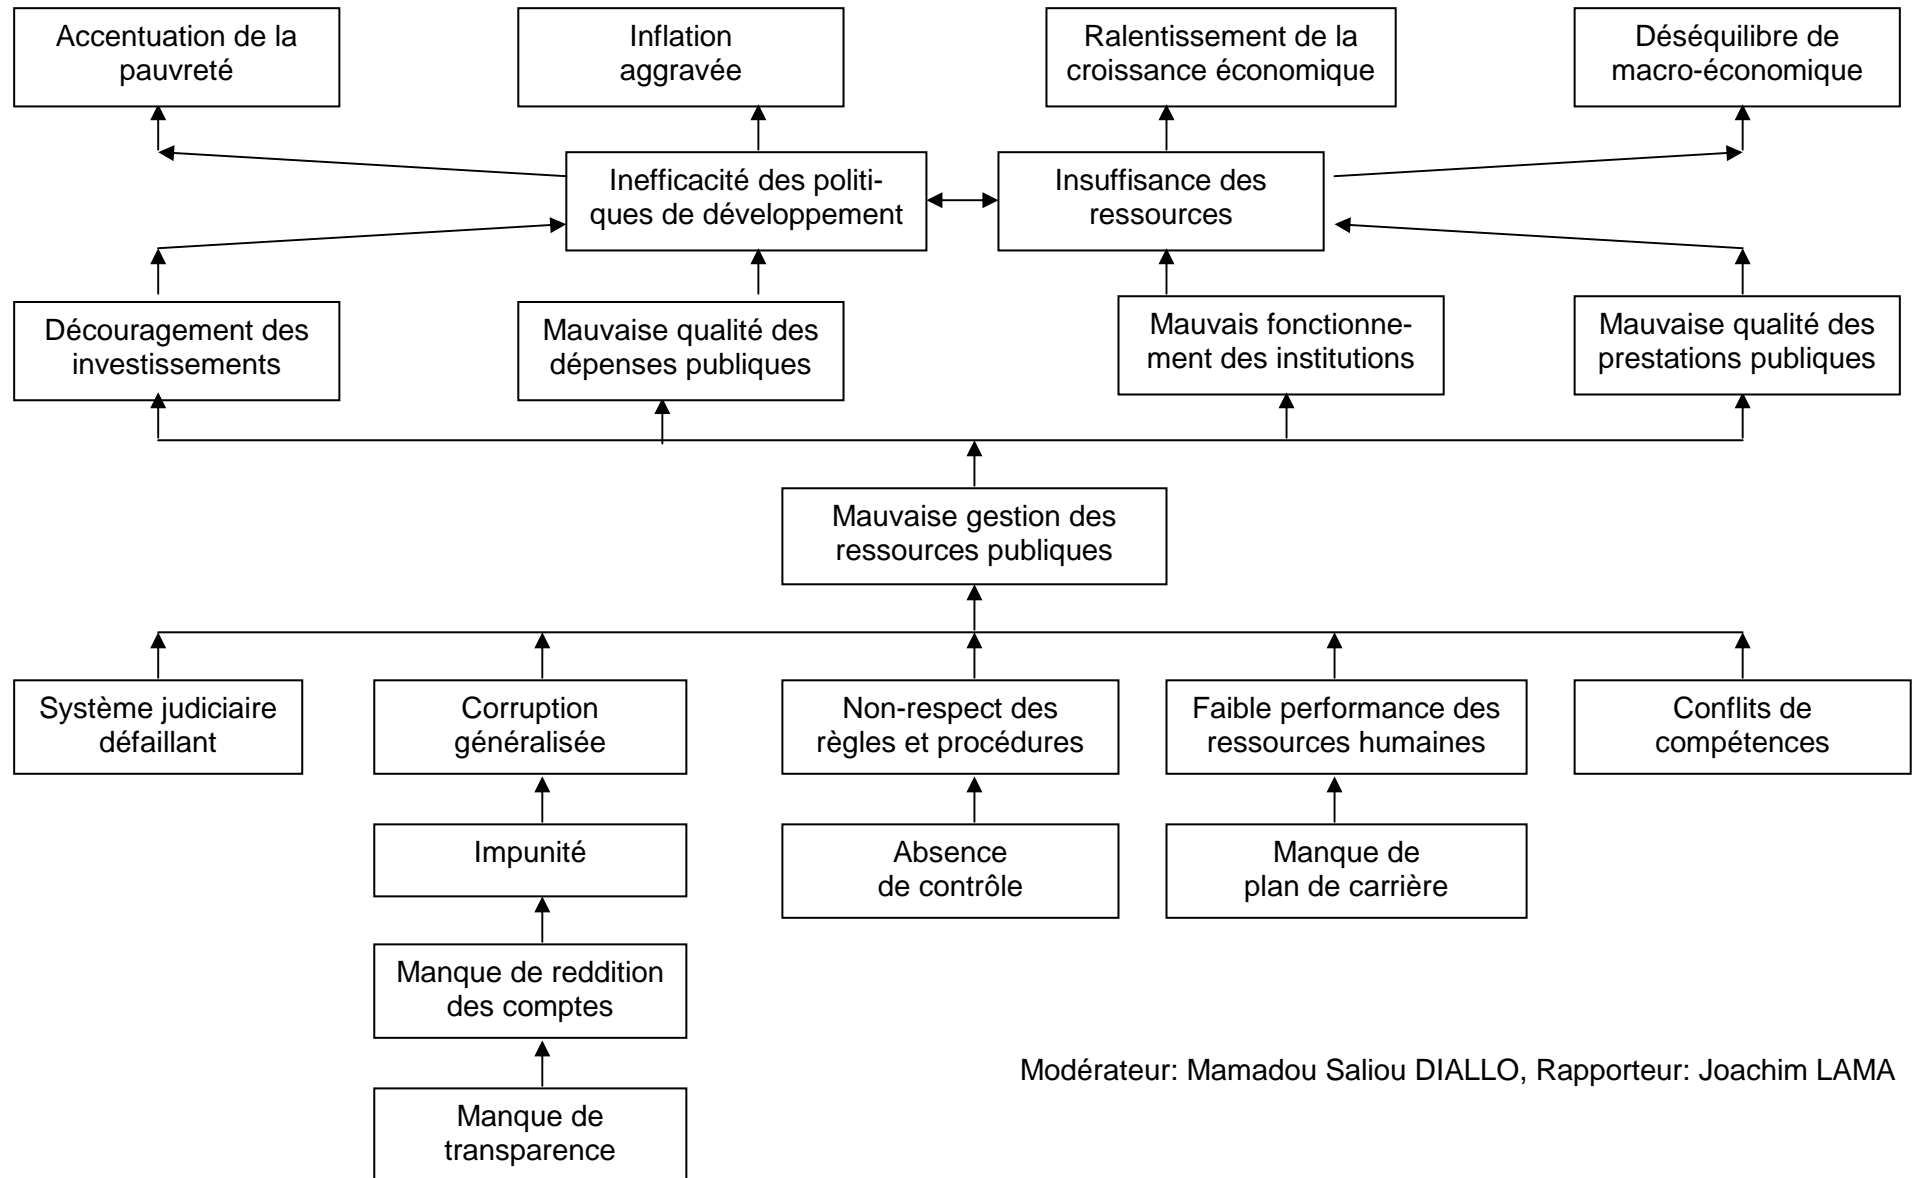 Accentuation de la
pauvreté
Inflation
aggravée
Ralentissement de la
croissance économique
Déséquilibre de
macro-économique
Inefficacité des politi-
ques de développement
Insuffisance des
ressources
Découragement des
investissements
Mauvaise qualité des
dépenses publiques
Mauvais fonctionne-
ment des institutions
Mauvaise qualité des
prestations publiques
Mauvaise gestion des
ressources publiques
Système judiciaire
défaillant
Corruption
généralisée
Non-respect des
règles et procédures
Faible performance des
ressources humaines
Conflits de
compétences
Impunité
Absence
de contrôle
Manque de
plan de carrière
Manque de reddition
des comptes
Modérateur: Mamadou Saliou DIALLO, Rapporteur: Joachim LAMA
Manque de
transparence